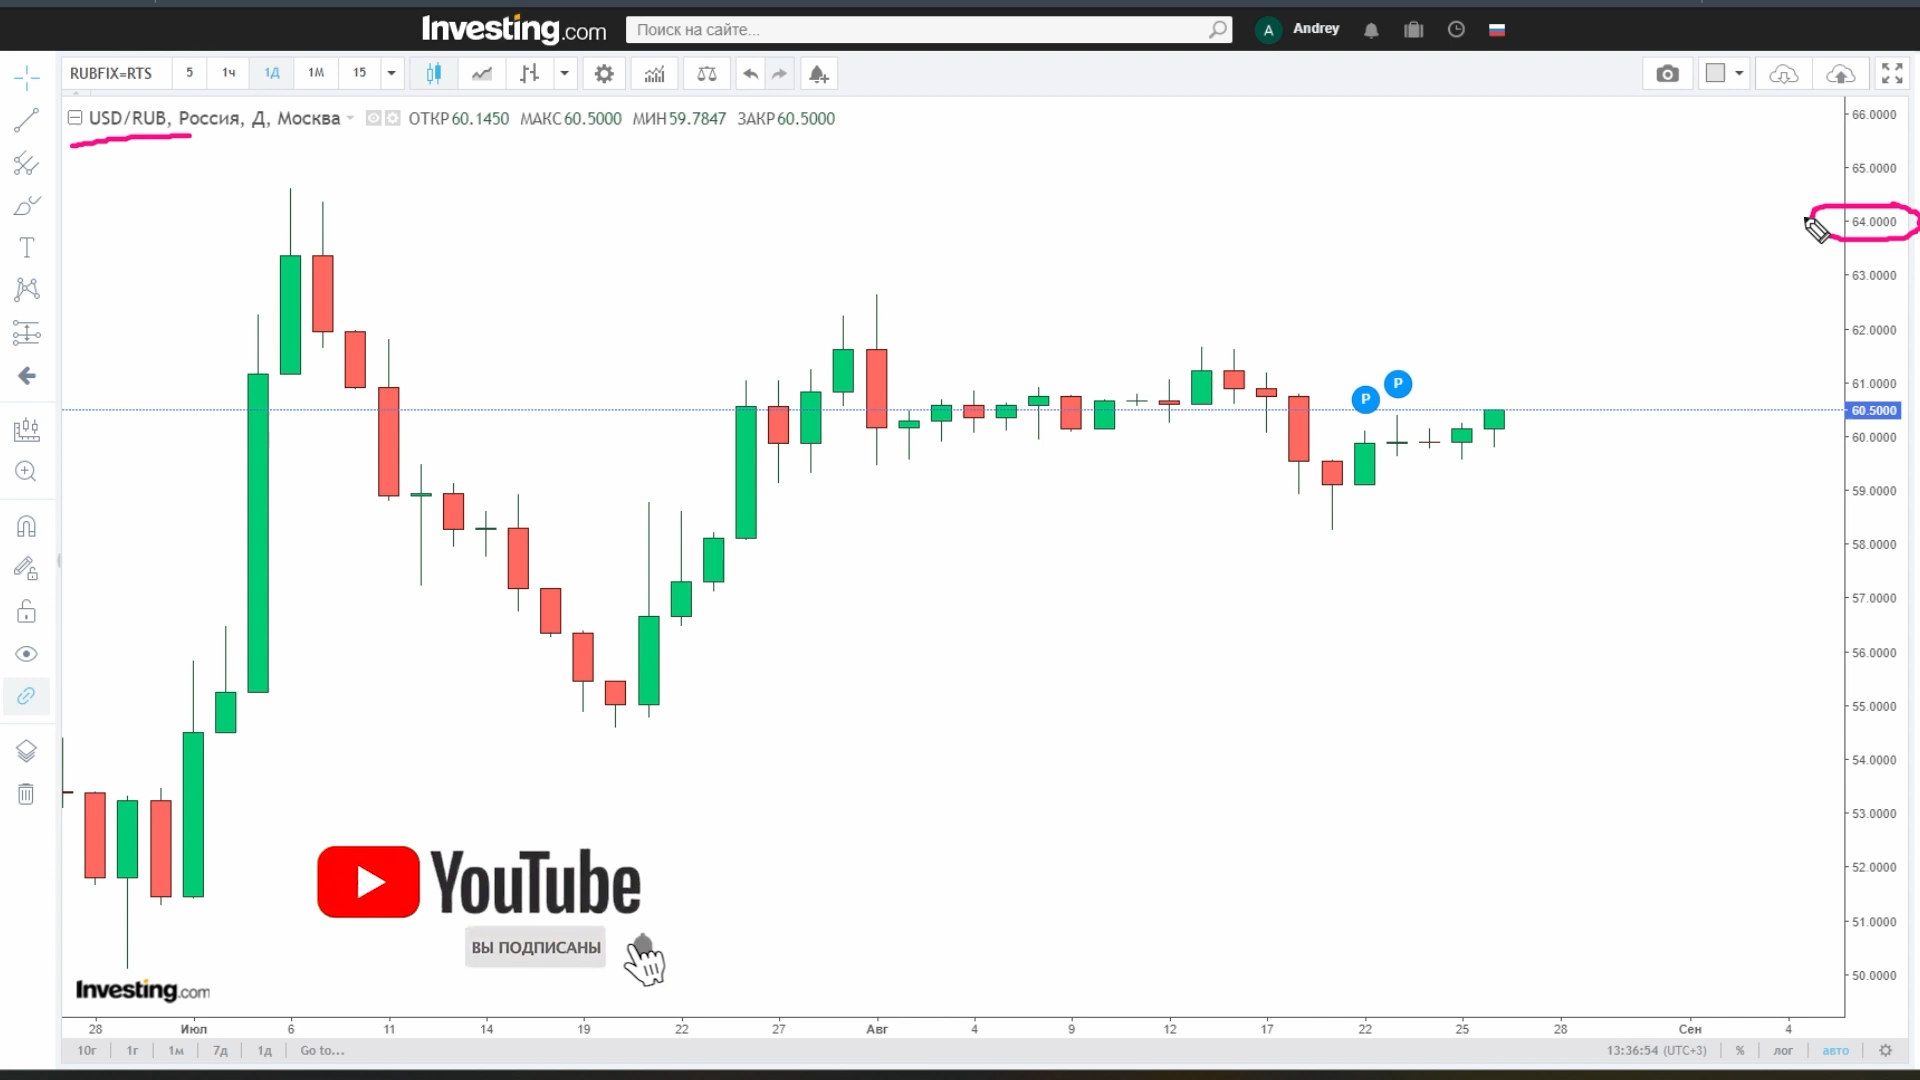 Investing.com
Поиск на сайте...
A
Andrey
RUBFIX=RTS
5
1ч
1Д
1М
15
USD/RUB, Россия, Д, Москва
ОТКР 60.1450 МАКС 60.5000 МИН 59.7847 ЗАКР 60.5000
66.0000
65.0000
64.0000
63.0000
62.0000
61.0000
60.5000
60.0000
59.0000
58.0000
57.0000
56.0000
55.0000
54.0000
53.0000
52.0000
51.0000
50.0000
P
P
YouTube
ВЫ ПОДПИСАНЫ
Investing.com
28 Июл 6 11 14 19 22 27 Авг 4 9 12 17 22 25 28 Сен 4
10г 1г 1м 7д 1д Go to...
13:36:54 (UTC+3) % лог авто